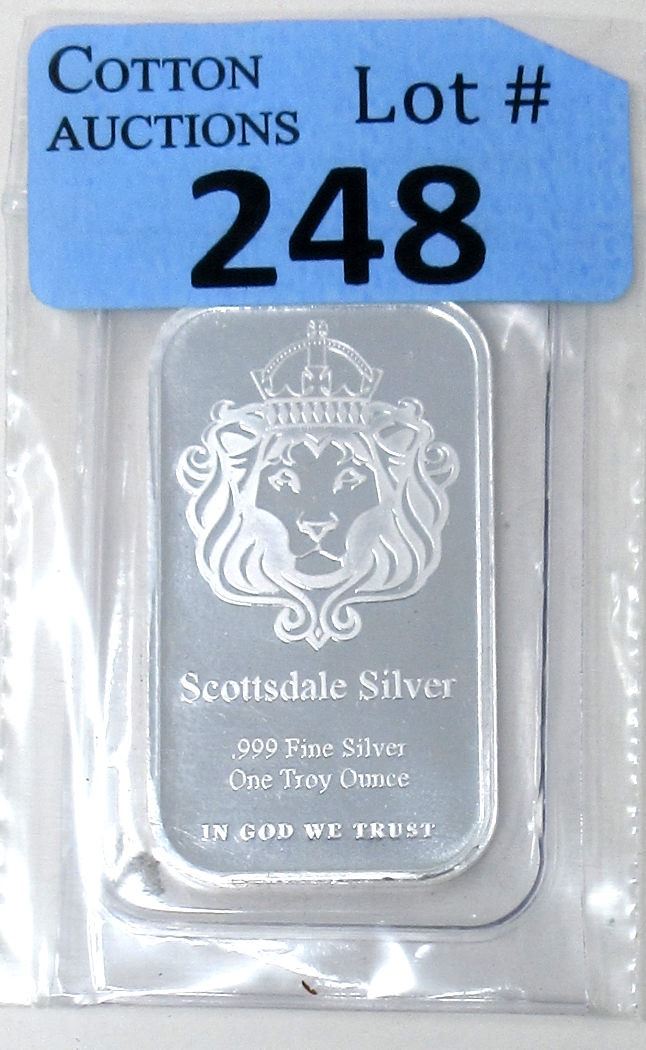 COTTON
AUCTIONS
Lot #
248
Scottsdale Silver
.999 Fine Silver
One Troy Ounce
IN GOD WE TRUST